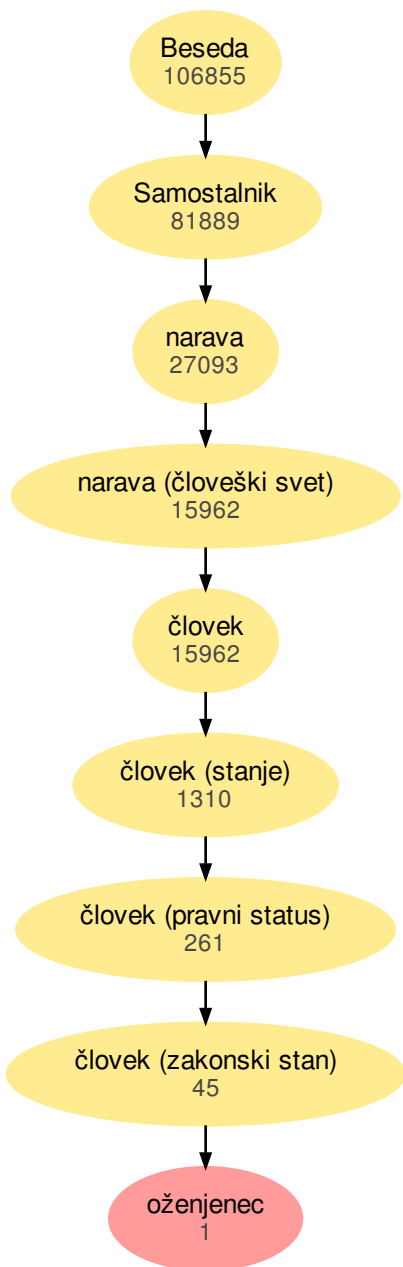 Beseda
106855
Samostalnik
81889
narava
27093
narava (človeški svet)
15962
človek
15962
človek (stanje)
1310
človek (pravni status)
261
človek (zakonski stan)
45
oženjenec
1